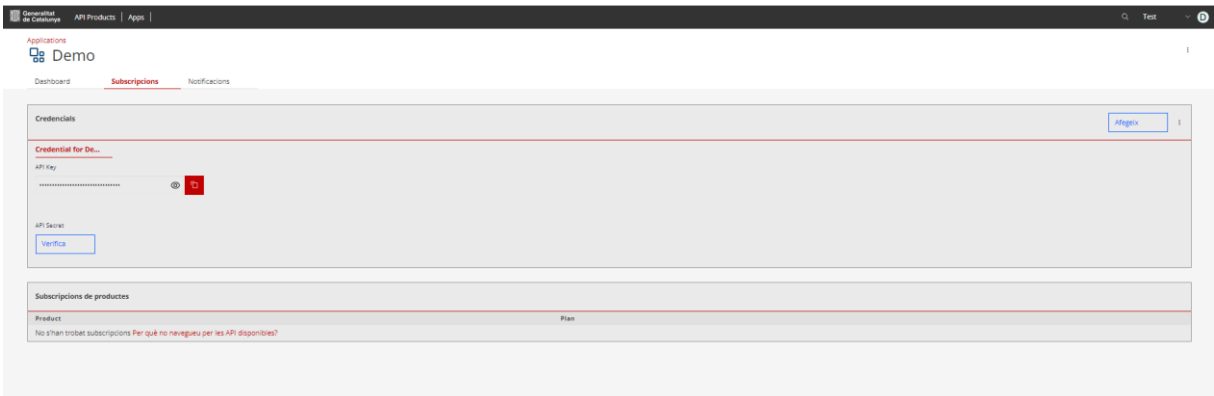 Generalitat de Catalunya
API Products | Apps |
Test
D
Applications
Demo
Dashboard Subscripcions Notificacions
Credencials
Afegeix
Credential for De...
API Key
API Secret
Verifica
Subscripcions de productes
Product Plan
No s'han trobat subscripcions Per què no navegueu per les API disponibles?